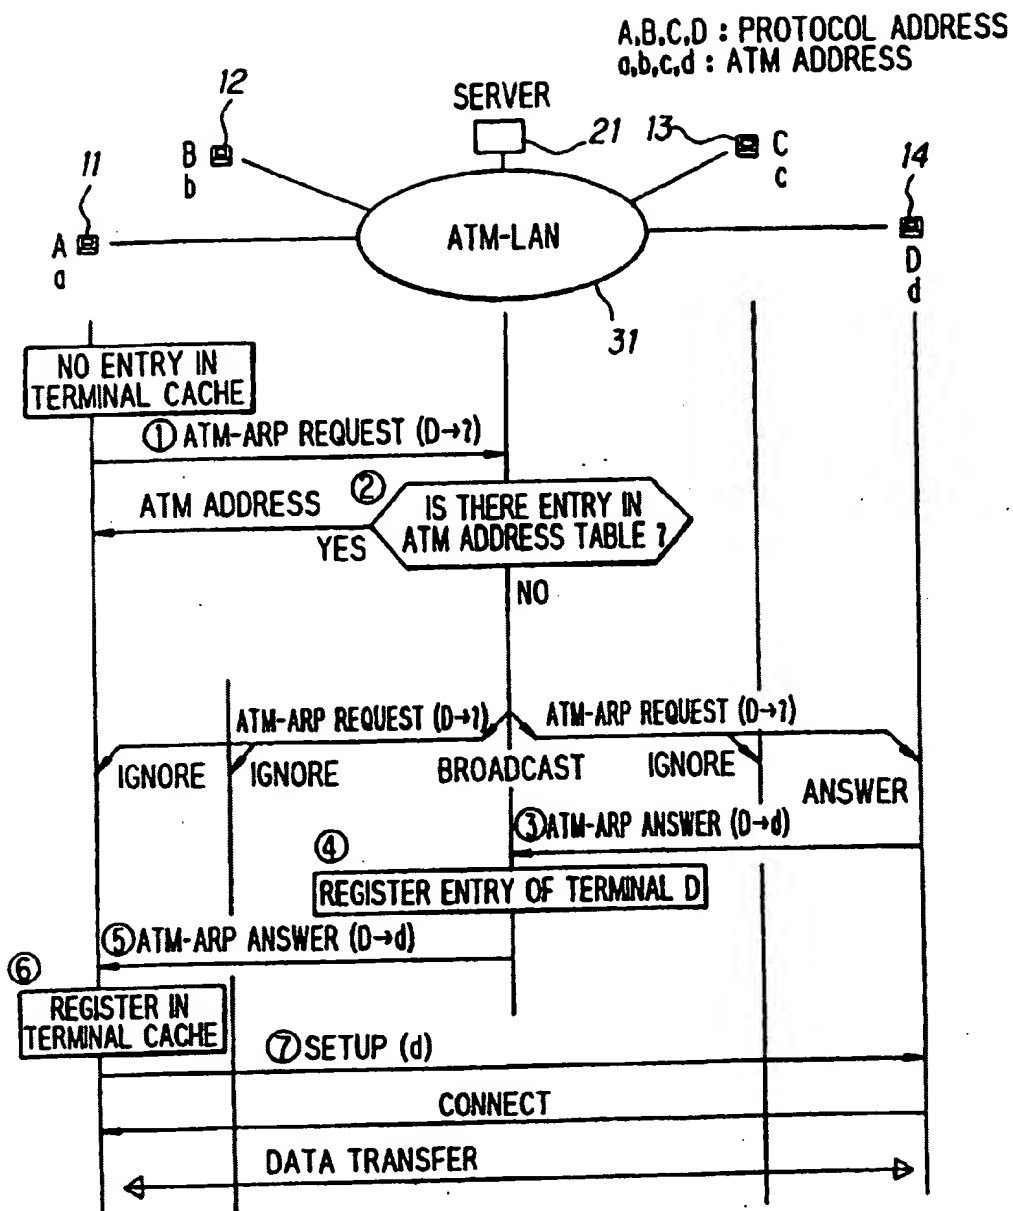 A,B,C,D : PROTOCOL ADDRESS
a,b,c,d : ATM ADDRESS
SERVER
12
21
13
B
b
C
c
11
14
A
a
ATM-LAN
D
d
31
NO ENTRY IN
TERMINAL CACHE
① ATM-ARP REQUEST (D→?)
②
ATM ADDRESS
IS THERE ENTRY IN
ATM ADDRESS TABLE ?
YES
NO
ATM-ARP REQUEST (D→?)
ATM-ARP REQUEST (D→?)
IGNORE
IGNORE
BROADCAST
IGNORE
ANSWER
③ ATM-ARP ANSWER (D→d)
④
REGISTER ENTRY OF TERMINAL D
⑤ ATM-ARP ANSWER (D→d)
⑥
REGISTER IN
TERMINAL CACHE
⑦ SETUP (d)
CONNECT
DATA TRANSFER